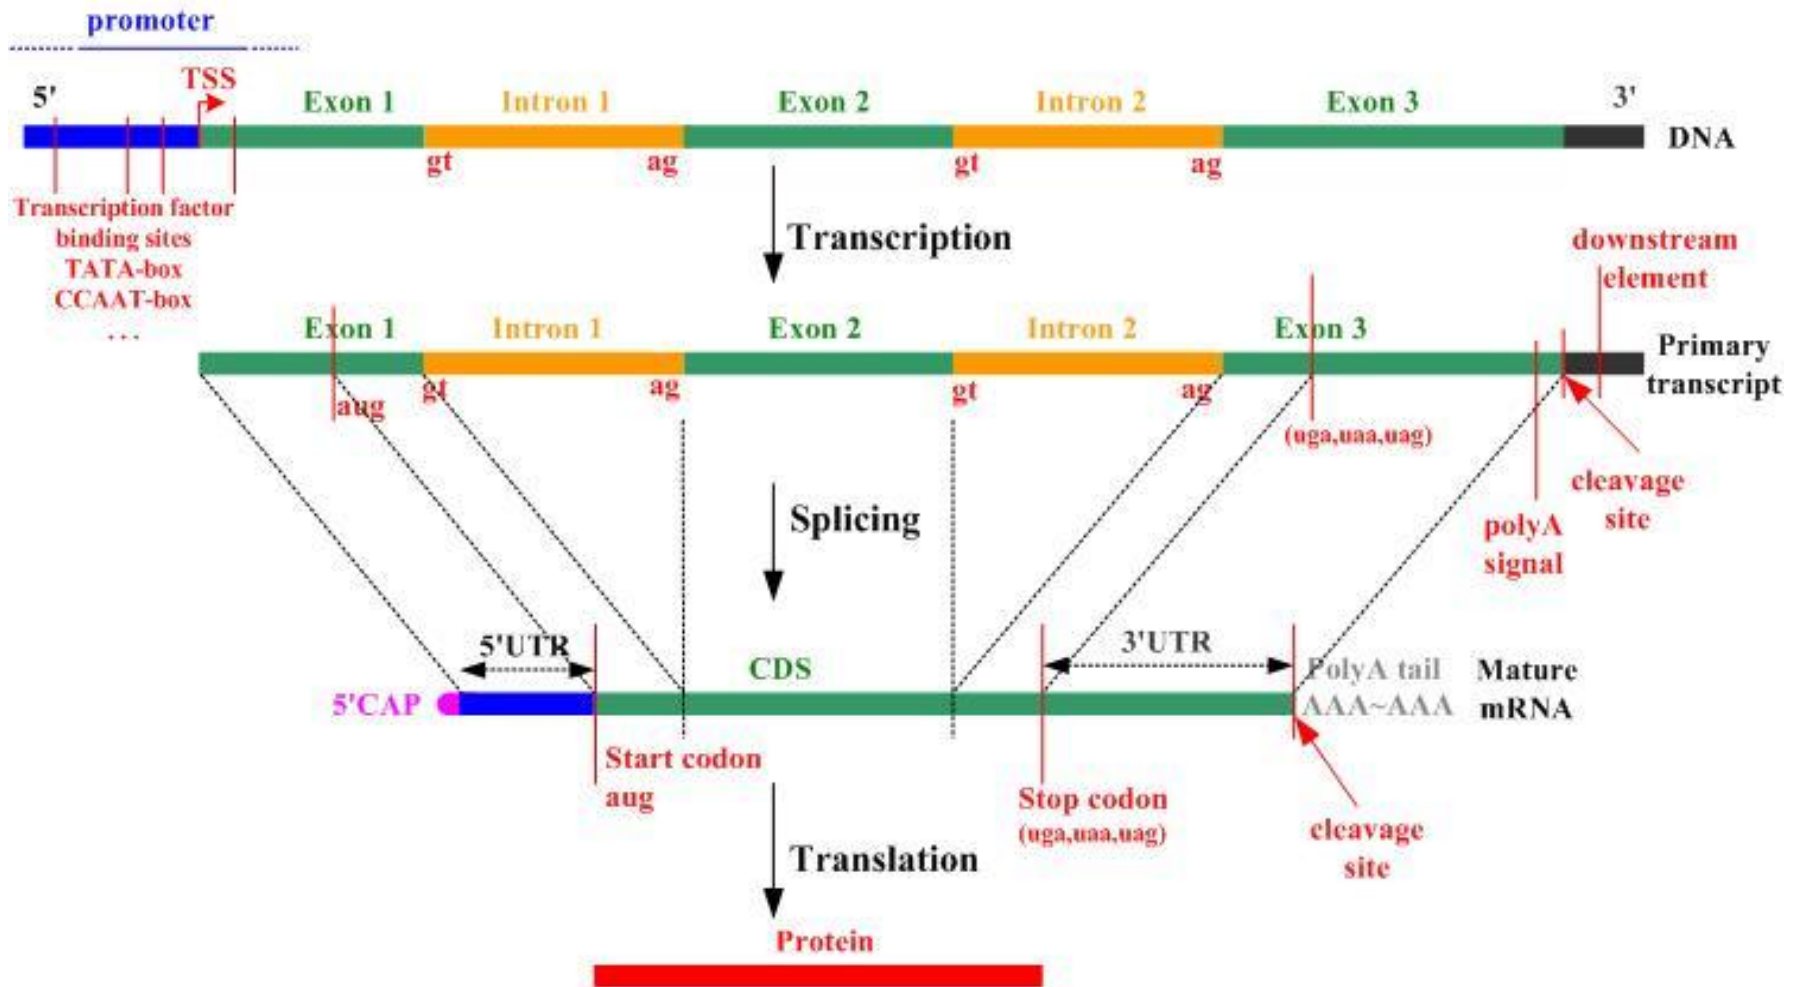 promoter
TSS
5' Exon 1 Intron 1 Exon 2 Intron 2 Exon 3 3'
DNA
gt ag gt ag
Transcription factor
binding sites
TATA-box
CCAAT-box
...
Transcription
downstream
element
Exon 1 Intron 1 Exon 2 Intron 2 Exon 3
Primary
transcript
aug gt ag gt ag
(uga,uaa,uag)
cleavage
site
polyA
signal
Splicing
5'UTR CDS 3'UTR
PolyA tail
AAA~AAA
Mature
mRNA
5'CAP
Start codon
aug
Stop codon
(uga,uaa,uag)
cleavage
site
Translation
Protein